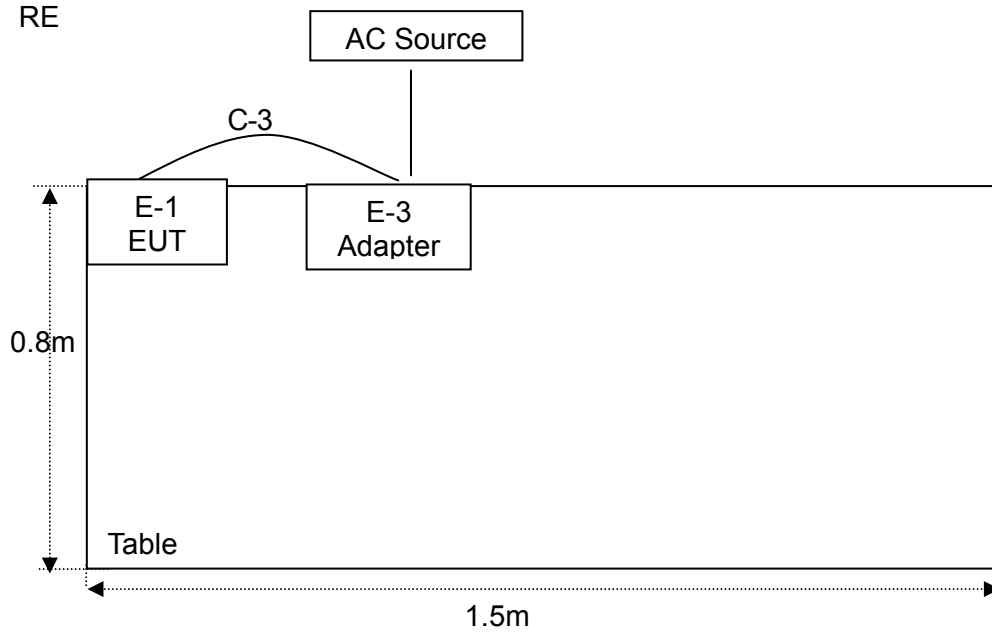 RE
AC Source
C-3
E-1
EUT
E-3
Adapter
0.8m
Table
1.5m